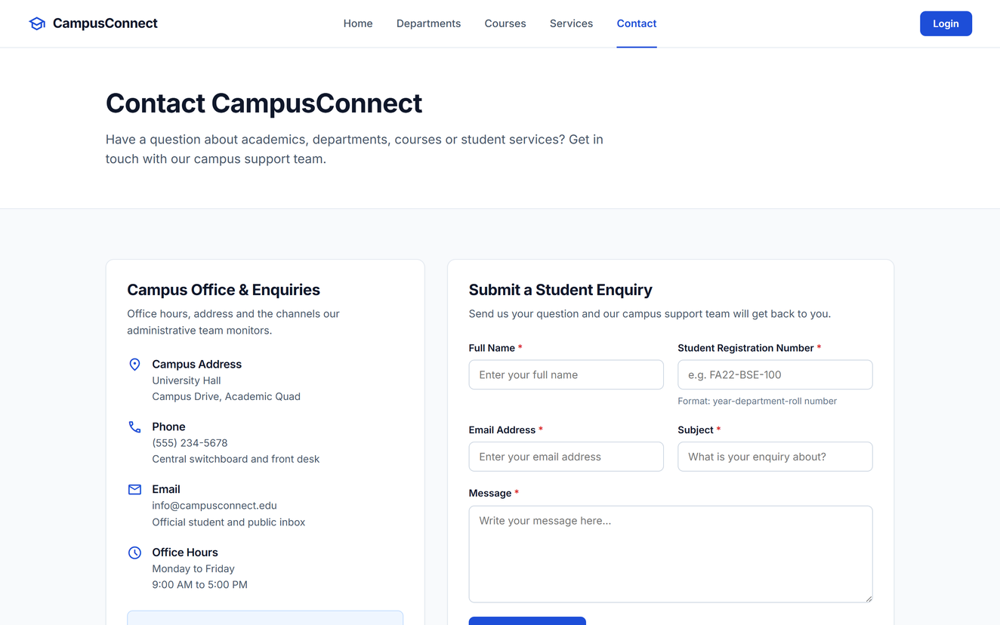 CampusConnect
Home
Departments
Courses
Services
Contact
Login
Contact CampusConnect
Have a question about academics, departments, courses or student services? Get in
touch with our campus support team.
Campus Office & Enquiries
Office hours, address and the channels our
administrative team monitors.
Campus Address
University Hall
Campus Drive, Academic Quad
Phone
(555) 234-5678
Central switchboard and front desk
Email
info@campusconnect.edu
Official student and public inbox
Office Hours
Monday to Friday
9:00 AM to 5:00 PM
Submit a Student Enquiry
Send us your question and our campus support team will get back to you.
Full Name *
Enter your full name
Student Registration Number *
e.g. FA22-BSE-100
Format: year-department-roll number
Email Address *
Enter your email address
Subject *
What is your enquiry about?
Message *
Write your message here...